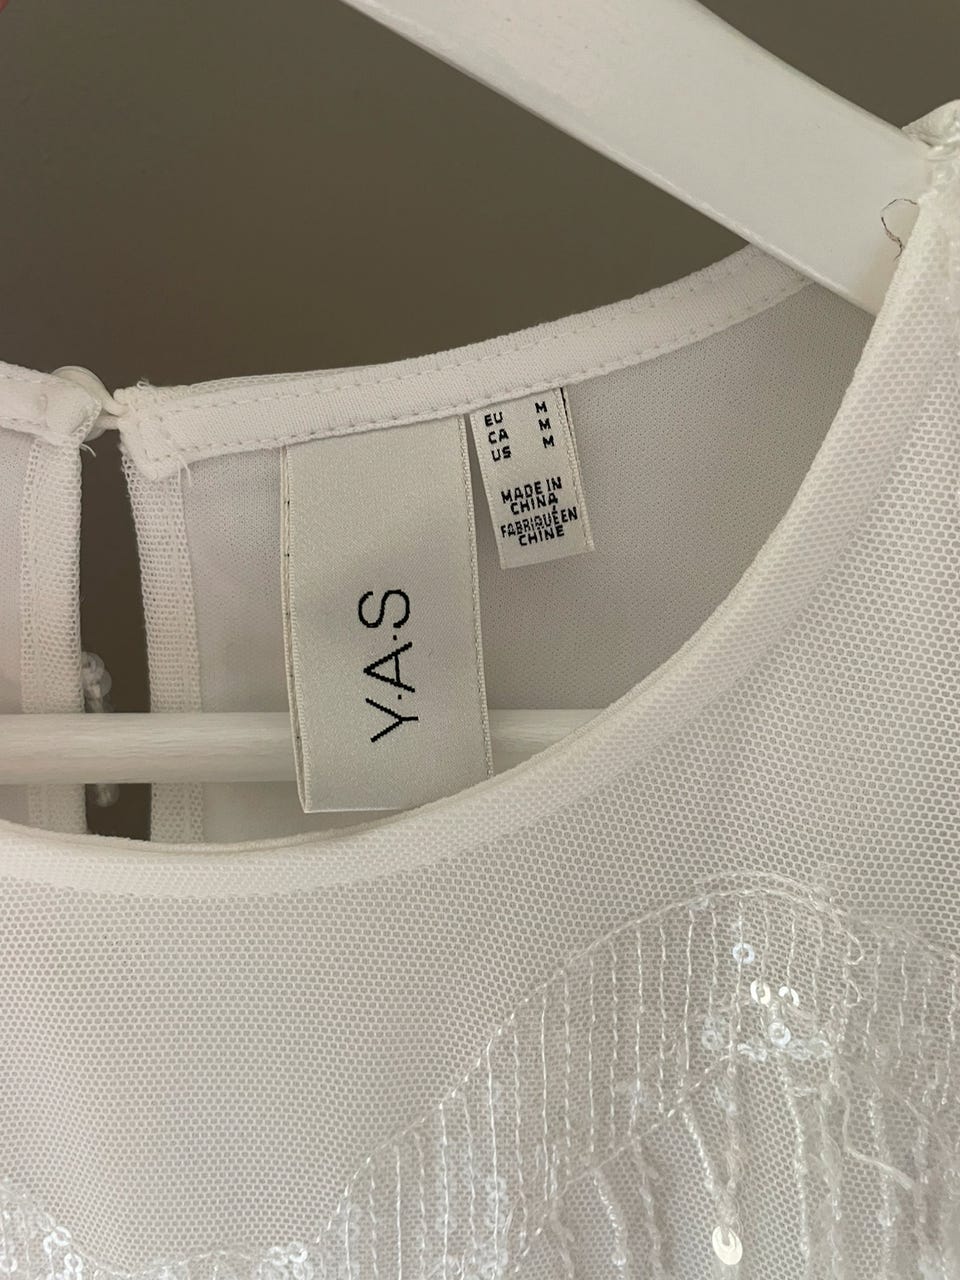 EU M
CA M
US M
MADE IN
CHINA
FABRIQUÉ EN
CHINE
Y.A.S